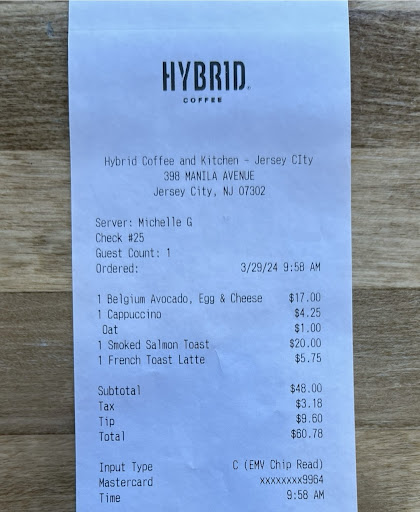 HYBRID
COFFEE
Hybrid Coffee and Kitchen - Jersey CIty
398 MANILA AVENUE
Jersey City, NJ 07302
Server: Michelle G
Check #25
Guest Count: 1
Ordered: 3/29/24 9:58 AM
1 Belgium Avocado, Egg & Cheese $17.00
1 Cappuccino $4.25
Oat $1.00
1 Smoked Salmon Toast $20.00
1 French Toast Latte $5.75
Subtotal $48.00
Tax $3.18
Tip $9.60
Total $60.78
Input Type C (EMV Chip Read)
Mastercard xxxxxxxx9964
Time 9:58 AM